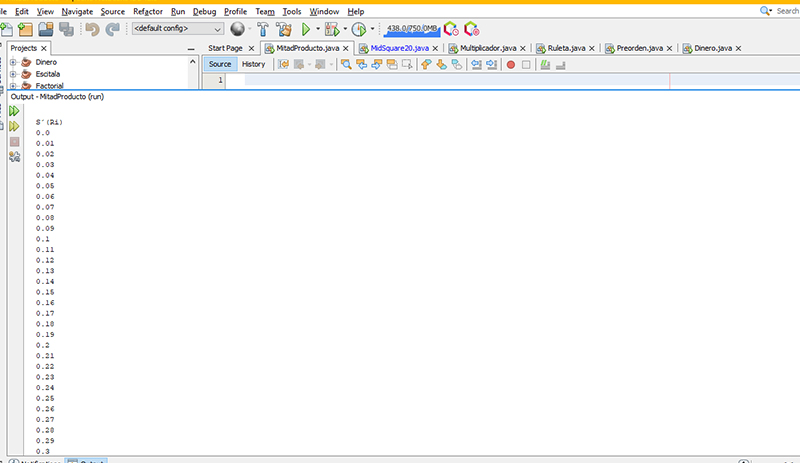 Search
le Edit View Navigate Source Refactor Run Debug Profile Team Tools Window Help
<default config>
438.0/750.0MB
Projects
Start Page MitadProducto.java MidSquare20.java Multiplicador.java Ruleta.java Preorden.java Dinero.java
Dinero
Source History
Escitala
Factorial
1
Output - MitadProducto (run)
S^(Ri)
0.0
0.01
0.02
0.03
0.04
0.05
0.06
0.07
0.08
0.09
0.1
0.11
0.12
0.13
0.14
0.15
0.16
0.17
0.18
0.19
0.2
0.21
0.22
0.23
0.24
0.25
0.26
0.27
0.28
0.29
0.3